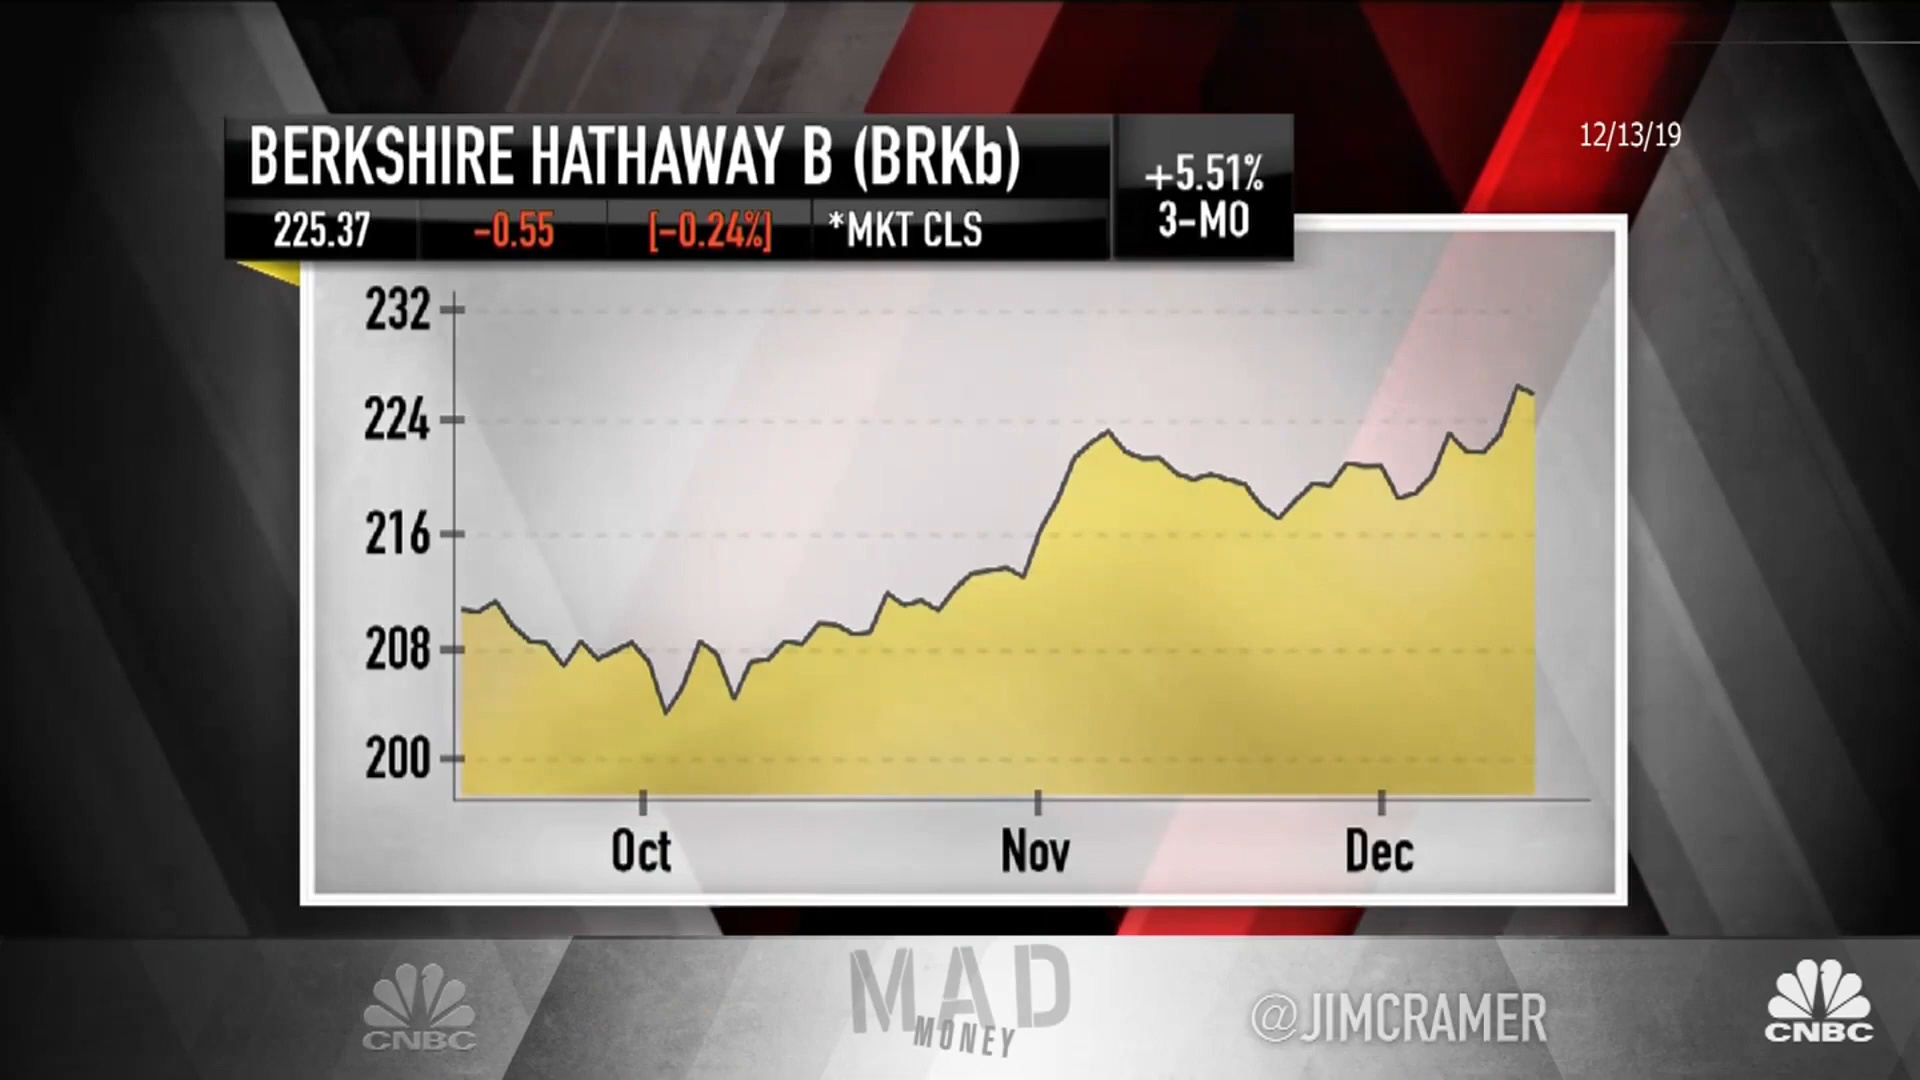 12/13/19
BERKSHIRE HATHAWAY B (BRKb)
225.37 -0.55 [-0.24%] *MKT CLS
+5.51%
3-MO
232
224
216
208
200
Oct Nov Dec
CNBC
MAD
MONEY
@JIMCRAMER
CNBC